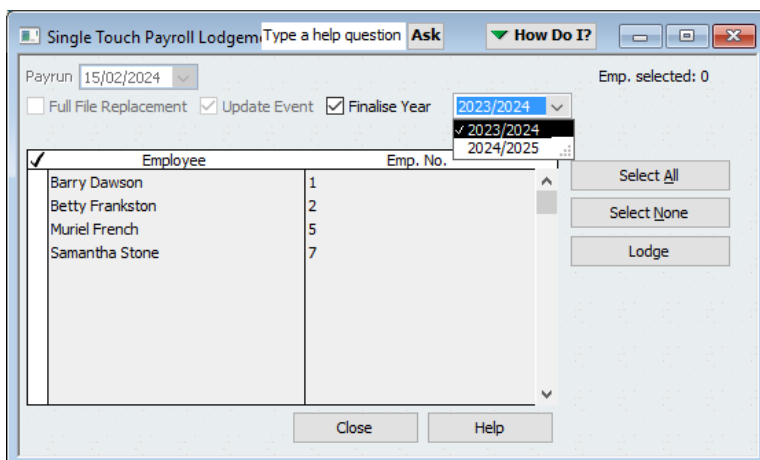 Single Touch Payroll Lodgem Type a help question Ask How Do I?
Payrun 15/02/2024 Emp. selected: 0
Full File Replacement Update Event Finalise Year 2023/2024
2023/2024
2024/2025
Employee Emp. No.
Barry Dawson 1
Betty Frankston 2
Muriel French 5
Samantha Stone 7
Select All
Select None
Lodge
Close Help